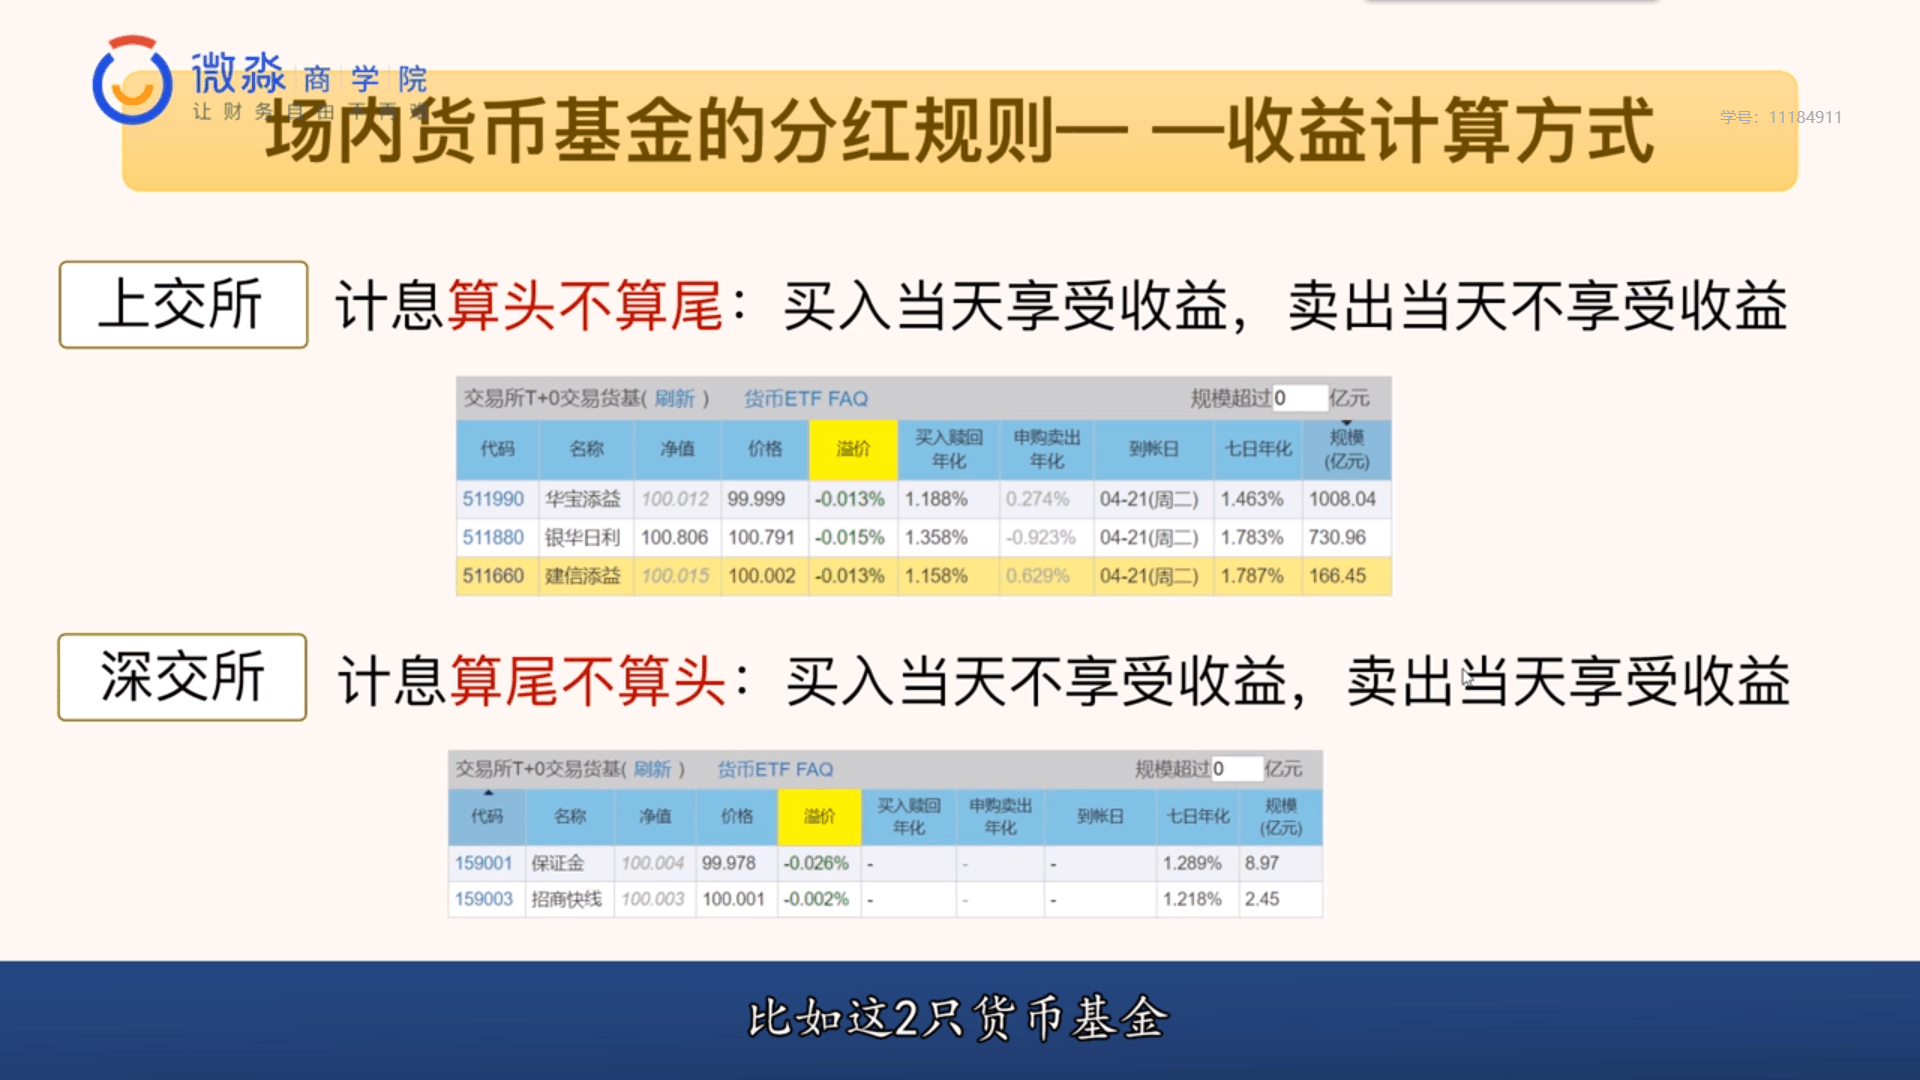 微淼 商学院
让财务自由不再难
场内货币基金的分红规则— —收益计算方式
学号：11184911
上交所
计息算头不算尾：买入当天享受收益，卖出当天不享受收益
交易所T+0交易货基( 刷新 ) 货币ETF FAQ 规模超过0亿元
代码 名称 净值 价格 溢价 买入赎回年化 申购卖出年化 到帐日 七日年化 规模(亿元)
511990 华宝添益 100.012 99.999 -0.013% 1.188% 0.274% 04-21(周二) 1.463% 1008.04
511880 银华日利 100.806 100.791 -0.015% 1.358% -0.923% 04-21(周二) 1.783% 730.96
511660 建信添益 100.015 100.002 -0.013% 1.158% 0.629% 04-21(周二) 1.787% 166.45
深交所
计息算尾不算头：买入当天不享受收益，卖出当天享受收益
交易所T+0交易货基( 刷新 ) 货币ETF FAQ 规模超过0亿元
代码 名称 净值 价格 溢价 买入赎回年化 申购卖出年化 到帐日 七日年化 规模(亿元)
159001 保证金 100.004 99.978 -0.026% - - - 1.289% 8.97
159003 招商快线 100.003 100.001 -0.002% - - - 1.218% 2.45
比如这2只货币基金